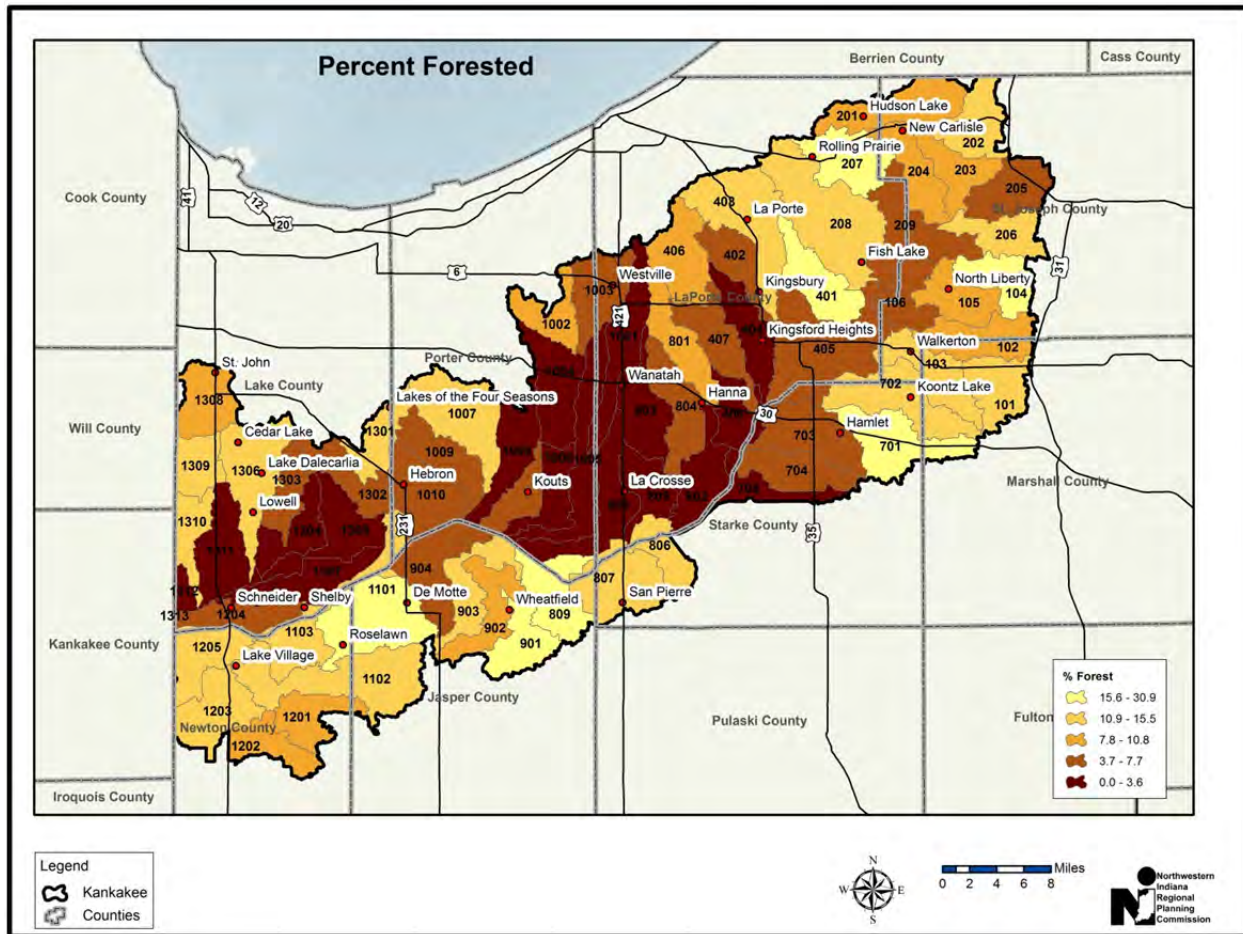 Percent Forested
Berrien County
Cass County
Cook County
Hudson Lake
201
New Carlisle
202
Rolling Prairie
207
204
203
205
41
12
20
St. Joseph County
403
La Porte
208
209
206
406
402
Fish Lake
31
6
Westville
1003
Kingsbury
North Liberty
LaPorte County
401
106
105
104
421
1002
801
407
Kingsford Heights
405
Walkerton
102
103
Porter County
St. John
Lake County
Wanatah
702
Koontz Lake
1308
Lakes of the Four Seasons
1007
Hanna
804
30
101
Will County
Cedar Lake
1301
703
Hamlet
701
1309
1306
Lake Dalecarlia
1303
1009
704
Hebron
1302
1010
Kouts
La Crosse
Marshall County
Lowell
1310
Starke County
231
35
904
806
1101
807
Schneider
Shelby
De Motte
Wheatfield
809
San Pierre
1313
1204
903
902
1103
901
Kankakee County
1205
Roselawn
Lake Village
1102
Jasper County
1203
1201
Newton County
1202
Pulaski County
Fulton
Iroquois County
% Forest
15.6 - 30.9
10.9 - 15.5
7.8 - 10.8
3.7 - 7.7
0.0 - 3.6
Legend
Kankakee
Counties
N
W
E
S
Miles
0 2 4 6 8
Northwestern
Indiana
Regional
Planning
Commission